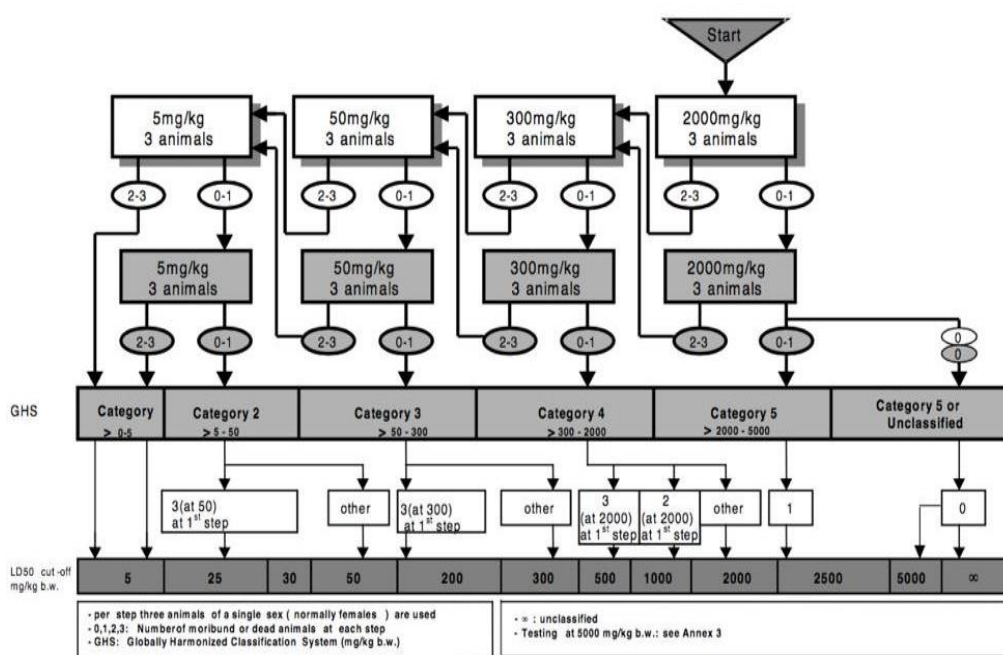 Start
5mg/kg
3 animals
50mg/kg
3 animals
300mg/kg
3 animals
2000mg/kg
3 animals
2-3
0-1
2-3
0-1
2-3
0-1
2-3
0-1
5mg/kg
3 animals
50mg/kg
3 animals
300mg/kg
3 animals
2000mg/kg
3 animals
2-3
0-1
2-3
0-1
2-3
0-1
2-3
0-1
0
0
GHS
Category
> 0-5
Category 2
> 5 - 50
Category 3
> 50 - 300
Category 4
> 300 - 2000
Category 5
> 2000 - 5000
Category 5 or
Unclassified
3(at 50)
at 1st step
other
3(at 300)
at 1st step
other
3
(at 2000)
at 1st step
2
(at 2000)
at 1st step
other
1
0
LD50 cut-off
mg/kg b.w.
5
25
30
50
200
300
500
1000
2000
2500
5000
∞
- per step three animals of a single sex ( normally females ) are used
- 0,1,2,3: Numberof moribund or dead animals at each step
- GHS: Globally Harmonized Classification System (mg/kg b.w.)
- ∞ : unclassified
- Testing at 5000 mg/kg b.w.: see Annex 3